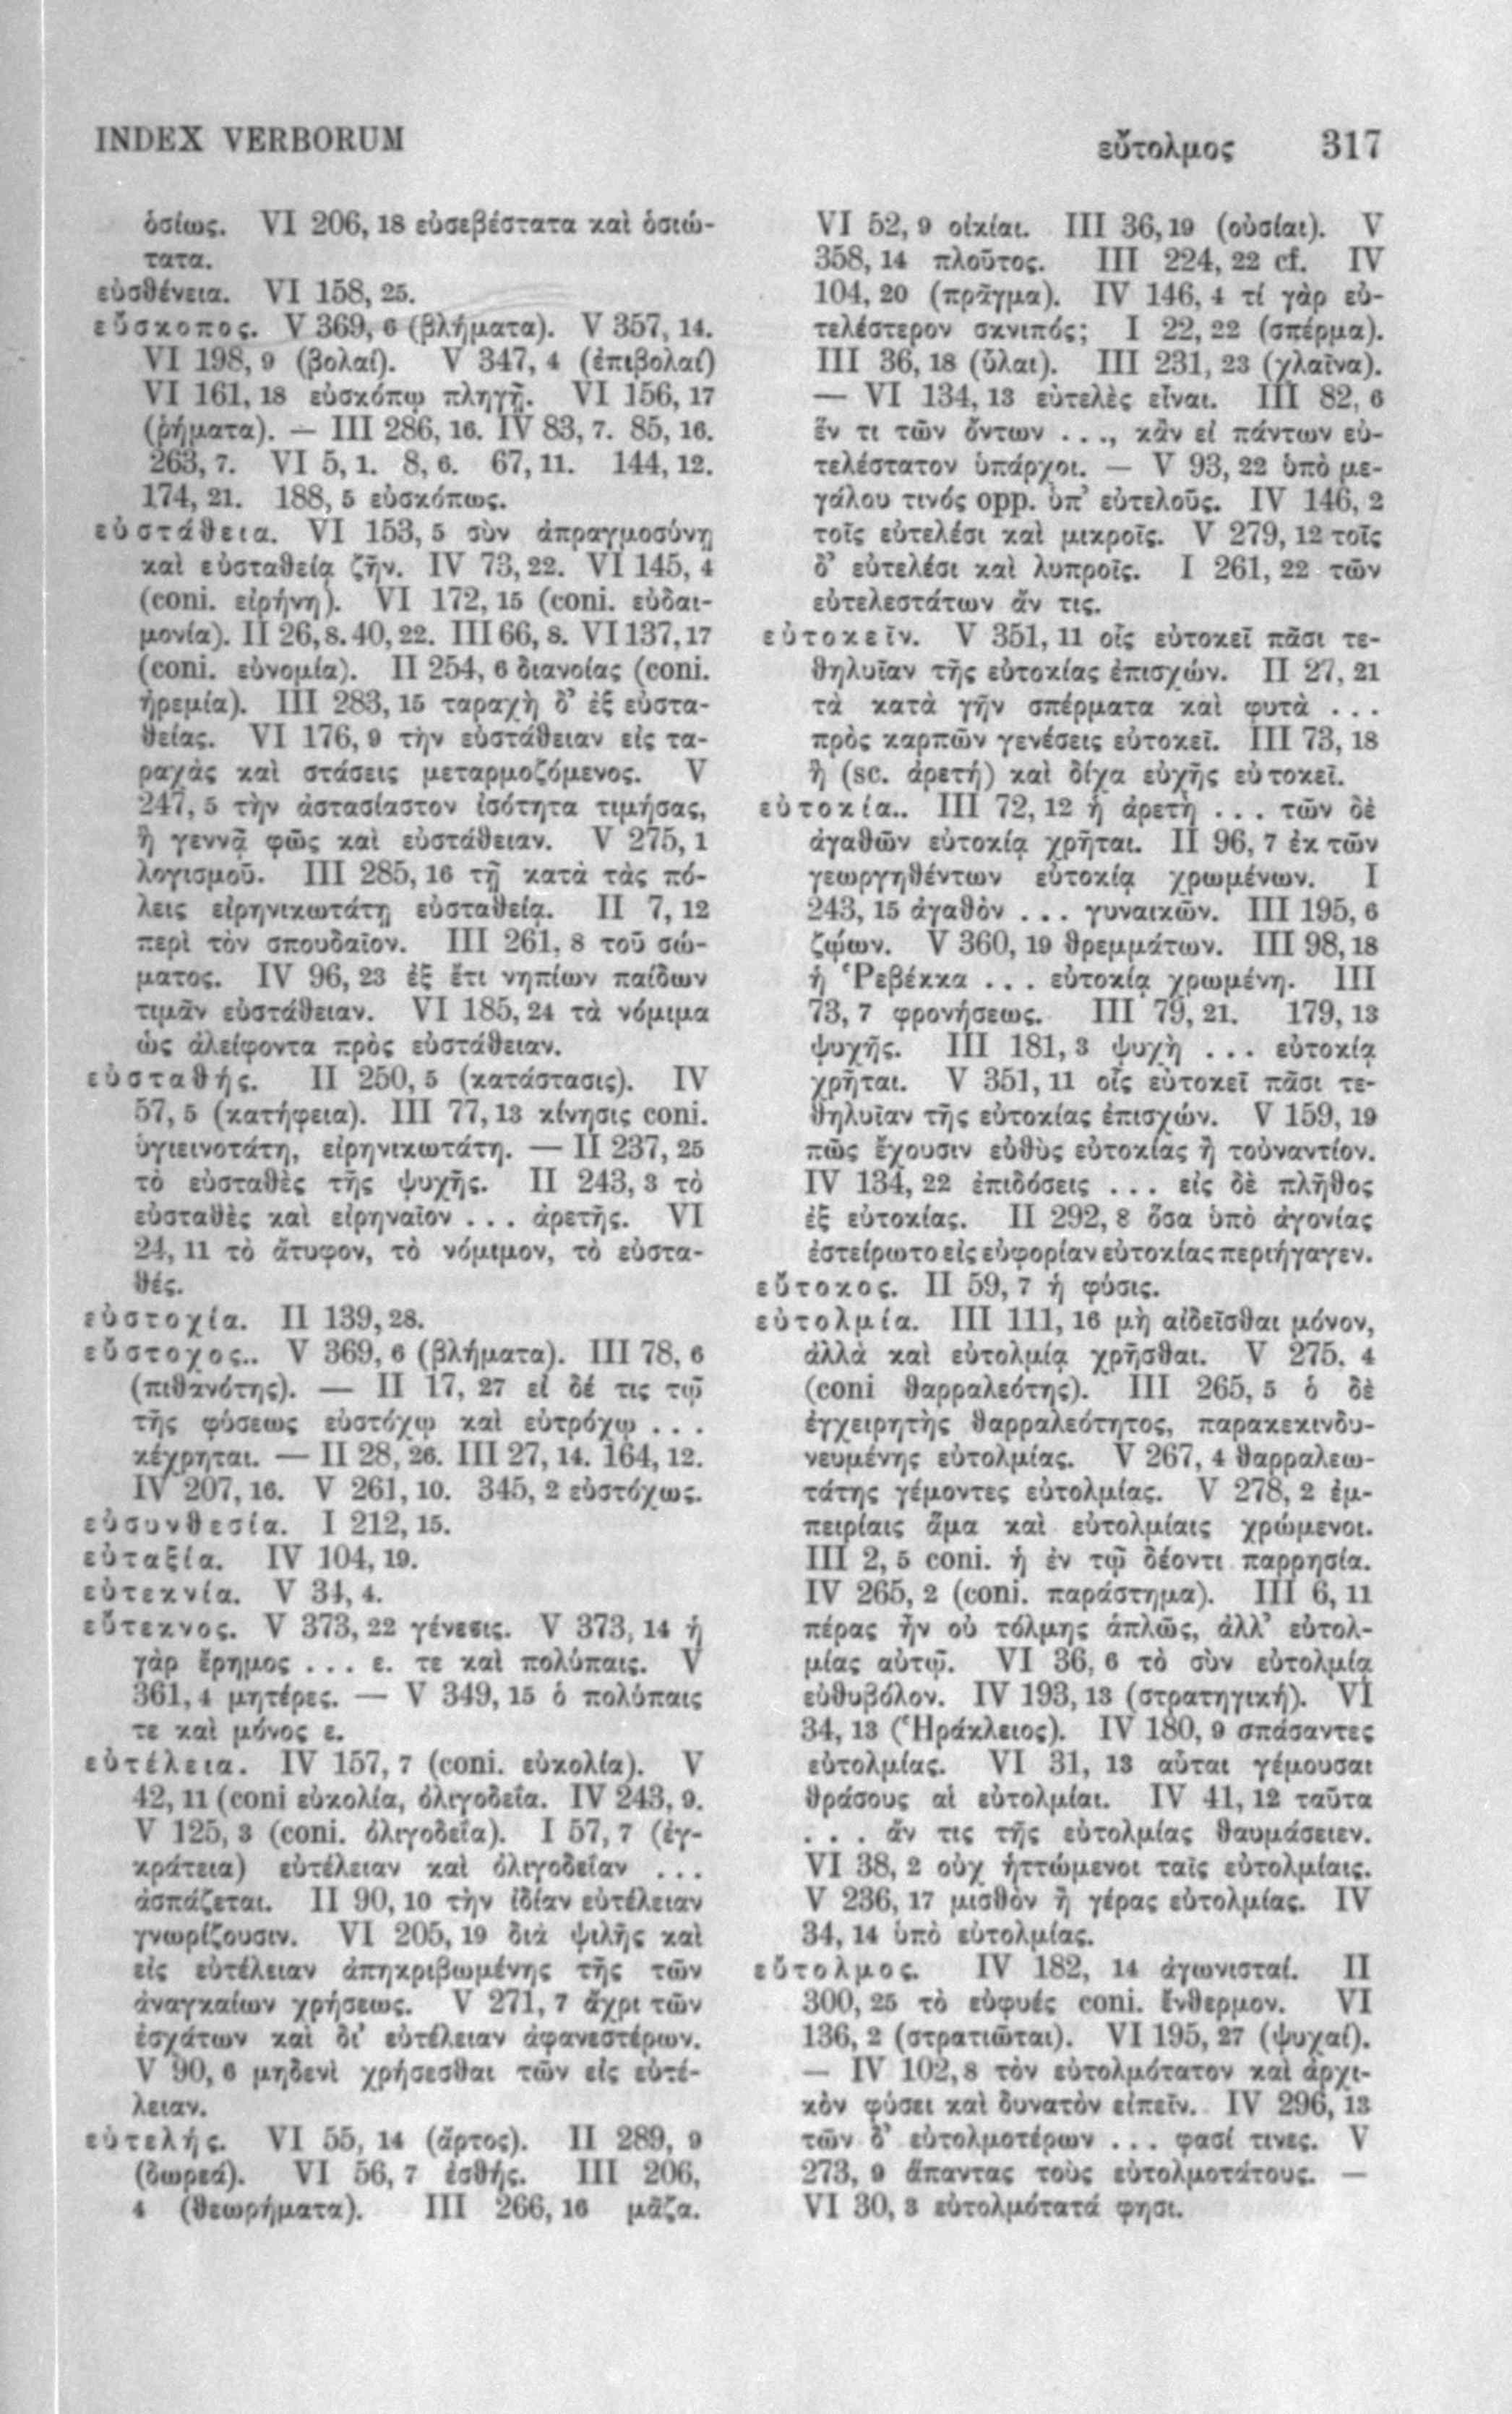 INDEX VERBORUM
εὔτολμος 317
ὁσίως. VI 206, 18 εὐσεβέστατα καὶ ὁσιώ-
τατα.
εὐσθένεια. VI 158, 25.
εὔσκοπος. V 369, 6 (βλήματα). V 357, 14.
VI 198, 9 (βολαί). V 347, 4 (ἐπιβολαί)
VI 161, 18 εὐσκόπῳ πληγῇ. VI 156, 17
(ῥήματα). — III 286, 16. IV 83, 7. 85, 16.
263, 7. VI 5, 1. 8, 6. 67, 11. 144, 12.
174, 21. 188, 5 εὐσκόπως.
εὐστάθεια. VI 153, 5 σὺν ἀπραγμοσύνῃ
καὶ εὐσταθείᾳ ζῆν. IV 73, 22. VI 145, 4
(coni. εἰρήνη). VI 172, 15 (coni. εὐδαι-
μονία). II 26, 8. 40, 22. III 66, 8. VI 137, 17
(coni. εὐνομία). II 254, 6 διανοίας (coni.
ἠρεμία). III 283, 15 ταραχὴ δ’ ἐξ εὐστα-
θείας. VI 176, 9 τὴν εὐστάθειαν εἰς τα-
ραχὰς καὶ στάσεις μεταρμοζόμενος. V
247, 5 τὴν ἀστασίαστον ἰσότητα τιμήσας,
ἣ γεννᾷ φῶς καὶ εὐστάθειαν. V 275, 1
λογισμοῦ. III 285, 16 τῇ κατὰ τὰς πό-
λεις εἰρηνικωτάτῃ εὐσταθείᾳ. II 7, 12
περὶ τὸν σπουδαῖον. III 261, 8 τοῦ σώ-
ματος. IV 96, 23 ἐξ ἔτι νηπίων παίδων
τιμᾶν εὐστάθειαν. VI 185, 24 τὰ νόμιμα
ὡς ἀλείφοντα πρὸς εὐστάθειαν.
εὐσταθής. II 250, 5 (κατάστασις). IV
57, 5 (κατήφεια). III 77, 13 κίνησις coni.
ὑγιεινοτάτη, εἰρηνικωτάτη. — II 237, 25
τὸ εὐσταθὲς τῆς ψυχῆς. II 243, 3 τὸ
εὐσταθὲς καὶ εἰρηναῖον . . . ἀρετῆς. VI
24, 11 τὸ ἄτυφον, τὸ νόμιμον, τὸ εὐστα-
θές.
εὐστοχία. II 139, 28.
εὔστοχος.. V 369, 6 (βλήματα). III 78, 6
(πιθανότης). — II 17, 27 εἰ δέ τις τῷ
τῆς φύσεως εὐστόχῳ καὶ εὐτρόχῳ . . .
κέχρηται. — II 28, 26. III 27, 14. 164, 12.
IV 207, 16. V 261, 10. 345, 2 εὐστόχως.
εὐσυνθεσία. I 212, 15.
εὐταξία. IV 104, 19.
εὐτεκνία. V 34, 4.
εὔτεκνος. V 373, 22 γένεσις. V 373, 14 ἡ
γὰρ ἔρημος . . . ε. τε καὶ πολύπαις. V
361, 4 μητέρες. — V 349, 15 ὁ πολύπαις
τε καὶ μόνος ε.
εὐτέλεια. IV 157, 7 (coni. εὐκολία). V
42, 11 (coni εὐκολία, ὀλιγοδεΐα. IV 243, 9.
V 125, 3 (coni. ὀλιγοδεΐα). I 57, 7 (ἐγ-
κράτεια) εὐτέλειαν καὶ ὀλιγοδεΐαν . . .
ἀσπάζεται. II 90, 10 τὴν ἰδίαν εὐτέλειαν
γνωρίζουσιν. VI 205, 19 διὰ ψιλῆς καὶ
εἰς εὐτέλειαν ἀπηκριβωμένης τῆς τῶν
ἀναγκαίων χρήσεως. V 271, 7 ἄχρι τῶν
ἐσχάτων καὶ δι’ εὐτέλειαν ἀφανεστέρων.
V 90, 6 μηδενὶ χρήσεσθαι τῶν εἰς εὐτέ-
λειαν.
εὐτελής. VI 55, 14 (ἄρτος). II 289, 9
(δωρεά). VI 56, 7 ἐσθής. III 206,
4 (θεωρήματα). III 266, 16 μᾶζα.
VI 52, 9 οἰκίαι. III 36, 19 (οὐσίαι). V
358, 14 πλοῦτος. III 224, 22 cf. IV
104, 20 (πρᾶγμα). IV 146, 4 τί γὰρ εὐ-
τελέστερον σκνιπός; I 22, 22 (σπέρμα).
III 36, 18 (ὗλαι). III 231, 23 (χλαῖνα).
— VI 134, 13 εὐτελὲς εἶναι. III 82, 6
ἕν τι τῶν ὄντων . . ., κἂν εἰ πάντων εὐ-
τελέστατον ὑπάρχοι. — V 93, 22 ὑπὸ με-
γάλου τινός opp. ὑπ’ εὐτελοῦς. IV 146, 2
τοῖς εὐτελέσι καὶ μικροῖς. V 279, 12 τοῖς
δ’ εὐτελέσι καὶ λυπροῖς. I 261, 22 τῶν
εὐτελεστάτων ἄν τις.
εὐτοκεῖν. V 351, 11 οἷς εὐτοκεῖ πᾶσι τε-
θηλυῖαν τῆς εὐτοκίας ἐπισχών. II 27, 21
τὰ κατὰ γῆν σπέρματα καὶ φυτὰ . . .
πρὸς καρπῶν γενέσεις εὐτοκεῖ. III 73, 18
ἣ (sc. ἀρετή) καὶ δίχα εὐχῆς εὐτοκεῖ.
εὐτοκία.. III 72, 12 ἡ ἀρετὴ . . . τῶν δὲ
ἀγαθῶν εὐτοκίᾳ χρῆται. II 96, 7 ἐκ τῶν
γεωργηθέντων εὐτοκίᾳ χρωμένων. I
243, 15 ἀγαθὸν . . . γυναικῶν. III 195, 6
ζῴων. V 360, 19 θρεμμάτων. III 98, 18
ἡ Ῥεβέκκα . . . εὐτοκίᾳ χρωμένη. III
73, 7 φρονήσεως. III 79, 21. 179, 13
ψυχῆς. III 181, 3 ψυχὴ . . . εὐτοκίᾳ
χρῆται. V 351, 11 οἷς εὐτοκεῖ πᾶσι τε-
θηλυῖαν τῆς εὐτοκίας ἐπισχών. V 159, 19
πῶς ἔχουσιν εὐθὺς εὐτοκίας ἢ τοὐναντίον.
IV 134, 22 ἐπιδόσεις . . . εἰς δὲ πλῆθος
ἐξ εὐτοκίας. II 292, 8 ὅσα ὑπὸ ἀγονίας
ἐστείρωτο εἰς εὐφορίαν εὐτοκίας περιήγαγεν.
εὔτοκος. II 59, 7 ἡ φύσις.
εὐτολμία. III 111, 16 μὴ αἰδεῖσθαι μόνον,
ἀλλὰ καὶ εὐτολμίᾳ χρῆσθαι. V 275, 4
(coni θαρραλεότης). III 265, 5 ὁ δὲ
ἐγχειρητὴς θαρραλεότητος, παρακεκινδυ-
νευμένης εὐτολμίας. V 267, 4 θαρραλεω-
τάτης γέμοντες εὐτολμίας. V 278, 2 ἐμ-
πειρίαις ἅμα καὶ εὐτολμίαις χρώμενοι.
III 2, 5 coni. ἡ ἐν τῷ δέοντι παρρησία.
IV 265, 2 (coni. παράστημα). III 6, 11
πέρας ἦν οὐ τόλμης ἁπλῶς, ἀλλ’ εὐτολ-
μίας αὐτῷ. VI 36, 6 τὸ σὺν εὐτολμίᾳ
εὐθυβόλον. IV 193, 13 (στρατηγική). VI
34, 13 (Ἡράκλειος). IV 180, 9 σπάσαντες
εὐτολμίας. VI 31, 13 αὗται γέμουσαι
θράσους αἱ εὐτολμίαι. IV 41, 12 ταῦτα
. . . ἄν τις τῆς εὐτολμίας θαυμάσειεν.
VI 38, 2 οὐχ ἡττώμενοι ταῖς εὐτολμίαις.
V 236, 17 μισθὸν ἢ γέρας εὐτολμίας. IV
34, 14 ὑπὸ εὐτολμίας.
εὔτολμος. IV 182, 14 ἀγωνισταί. II
300, 25 τὸ εὐφυές coni. ἔνθερμον. VI
136, 2 (στρατιῶται). VI 195, 27 (ψυχαί).
— IV 102, 8 τὸν εὐτολμότατον καὶ ἀρχι-
κὸν φύσει καὶ δυνατὸν εἰπεῖν. IV 296, 13
τῶν δ’ εὐτολμοτέρων . . . φασί τινες. V
273, 9 ἅπαντας τοὺς εὐτολμοτάτους. —
VI 30, 3 εὐτολμότατά φησι.